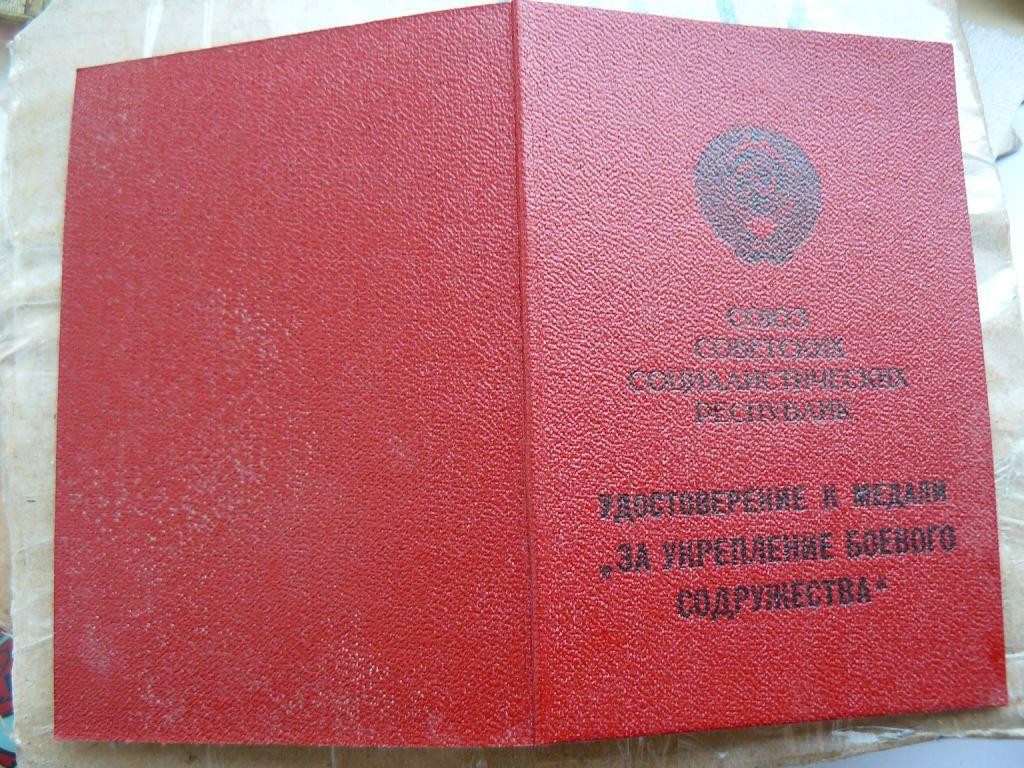 СОЮЗ
СОВЕТСКИХ
СОЦИАЛИСТИЧЕСКИХ
РЕСПУБЛИК
УДОСТОВЕРЕНИЕ К МЕДАЛИ
„ЗА УКРЕПЛЕНИЕ БОЕВОГО
СОДРУЖЕСТВА“